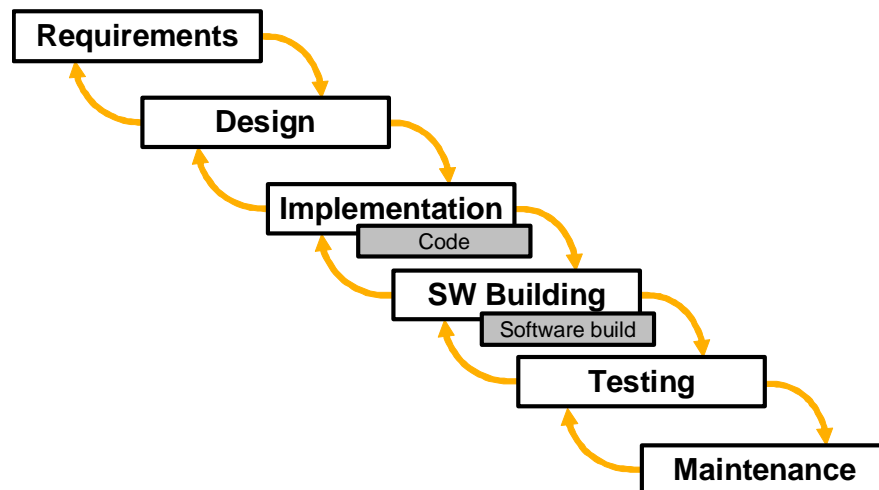 Requirements
Design
Implementation
Code
SW Building
Software build
Testing
Maintenance